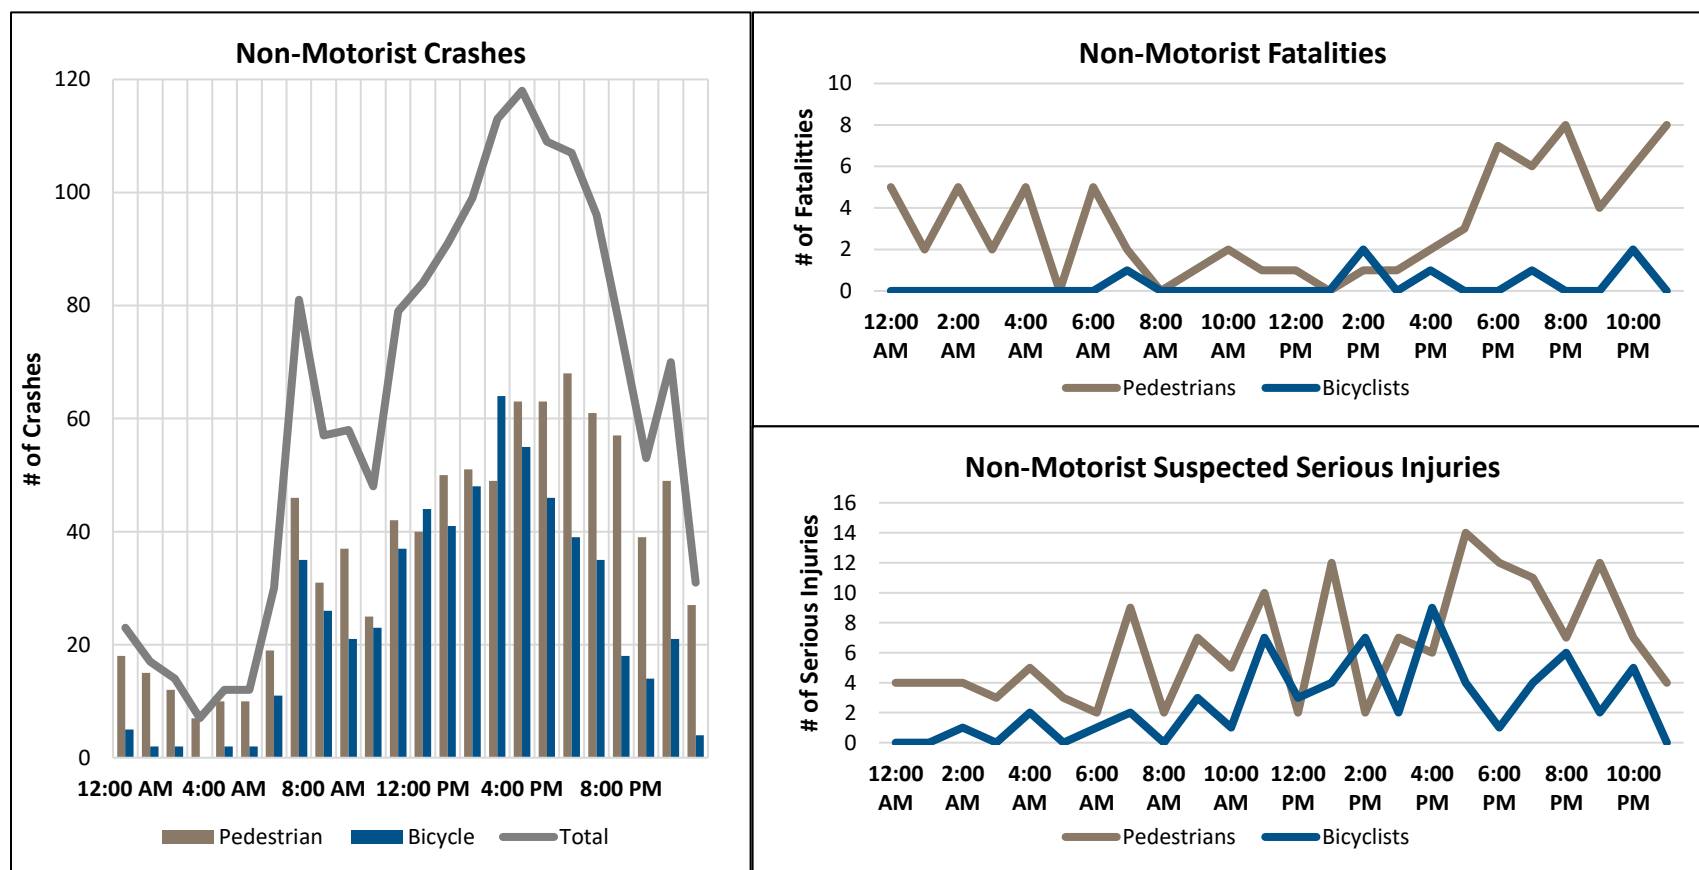 Non-Motorist Crashes
# of Crashes
120
100
80
60
40
20
0
12:00 AM 4:00 AM 8:00 AM 12:00 PM 4:00 PM 8:00 PM
Pedestrian Bicycle Total
Non-Motorist Fatalities
# of Fatalitties
10
8
6
4
2
0
12:00 2:00 4:00 6:00 8:00 10:00 12:00 2:00 4:00 6:00 8:00 10:00
AM AM AM AM AM AM PM PM PM PM PM PM
Pedestrians Bicyclists
Non-Motorist Suspected Serious Injuries
# of Serious Injuries
16
14
12
10
8
6
4
2
0
12:00 2:00 4:00 6:00 8:00 10:00 12:00 2:00 4:00 6:00 8:00 10:00
AM AM AM AM AM AM PM PM PM PM PM PM
Pedestrians Bicyclists